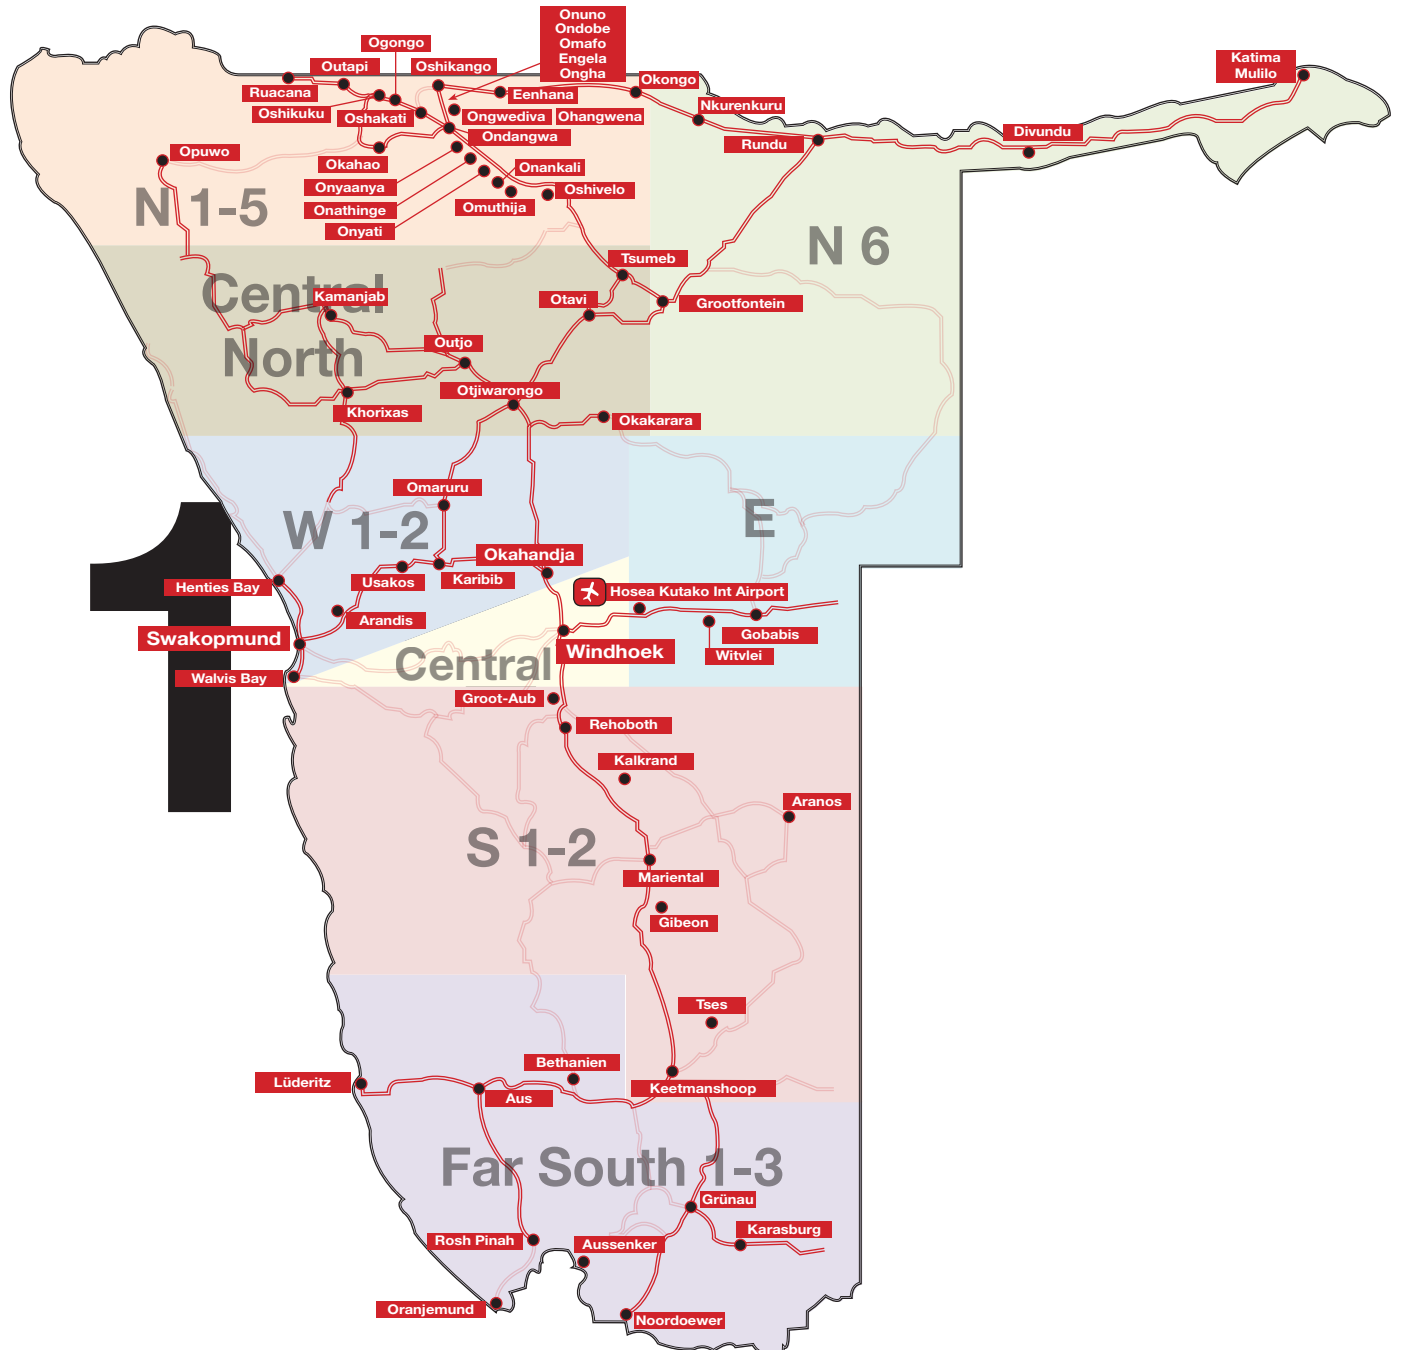 Onuno
Ondobe
Omafo
Engela
Ongha
Ogongo
Outapi
Oshikango
Katima
Mulilo
Ruacana
Okongo
Eenhana
Nkurenkuru
Oshikuku
Oshakati
Ongwediva
Ohangwena
Ondangwa
Divundu
Rundu
Opuwo
Okahao
Onankali
Onyaanya
Oshivelo
Onathinge
Omuthija
Onyati
N 1-5
N 6
Tsumeb
Central
North
Kamanjab
Otavi
Grootfontein
Outjo
Otjiwarongo
Khorixas
Okakarara
Omaruru
W 1-2
E
1
Okahandja
Usakos
Karibib
Henties Bay
Hosea Kutako Int Airport
Arandis
Gobabis
Swakopmund
Windhoek
Witvlei
Central
Walvis Bay
Groot-Aub
Rehoboth
Kalkrand
Aranos
S 1-2
Mariental
Gibeon
Tses
Bethanien
Lüderitz
Keetmanshoop
Aus
Far South 1-3
Grünau
Karasburg
Rosh Pinah
Aussenker
Oranjemund
Noordoewer